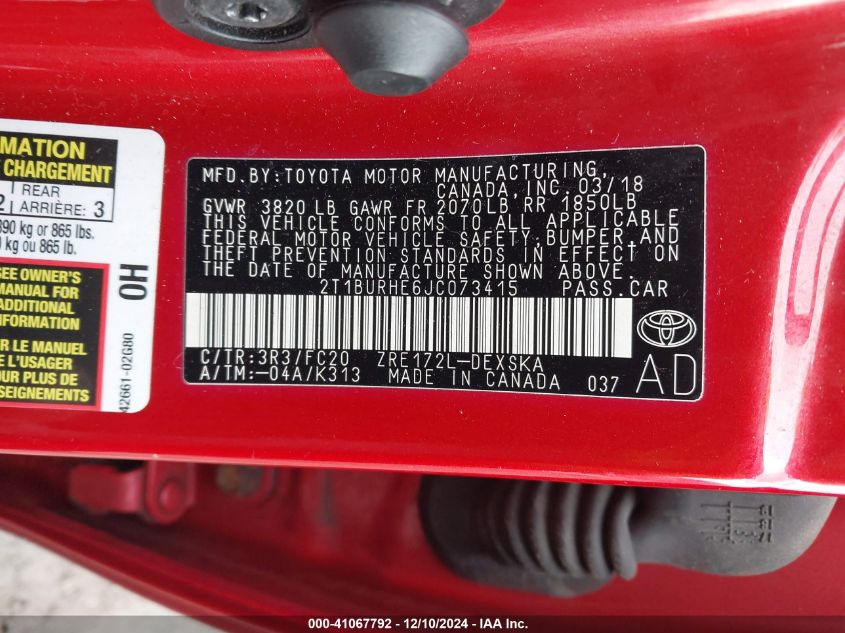 RMATION
CHARGEMENT
REAR
2 ARRIÈRE: 3
390 kg or 865 lbs.
0 kg ou 865 lb.
SEE OWNER'S
MANUAL FOR
ADDITIONAL
INFORMATION
R LE MANUEL
L'USAGER
R PLUS DE
SEIGNEMENTS
OH
42661-02G80
MFD.BY:TOYOTA MOTOR MANUFACTURING,
CANADA,INC.03/18
GVWR 3820 LB GAWR FR 2070LB RR 1850LB
THIS VEHICLE CONFORMS TO ALL APPLICABLE
FEDERAL MOTOR VEHICLE SAFETY,BUMPER,AND
THEFT PREVENTION STANDARDS IN EFFECT ON
THE DATE OF MANUFACTURE SHOWN ABOVE.
2T1BURHE6JC073415 PASS.CAR
C/TR:3R3/FC20 ZRE172L-DEXSKA
A/TM:-04A/K313 MADE IN CANADA 037
AD
000-41067792 - 12/10/2024 - IAA Inc.